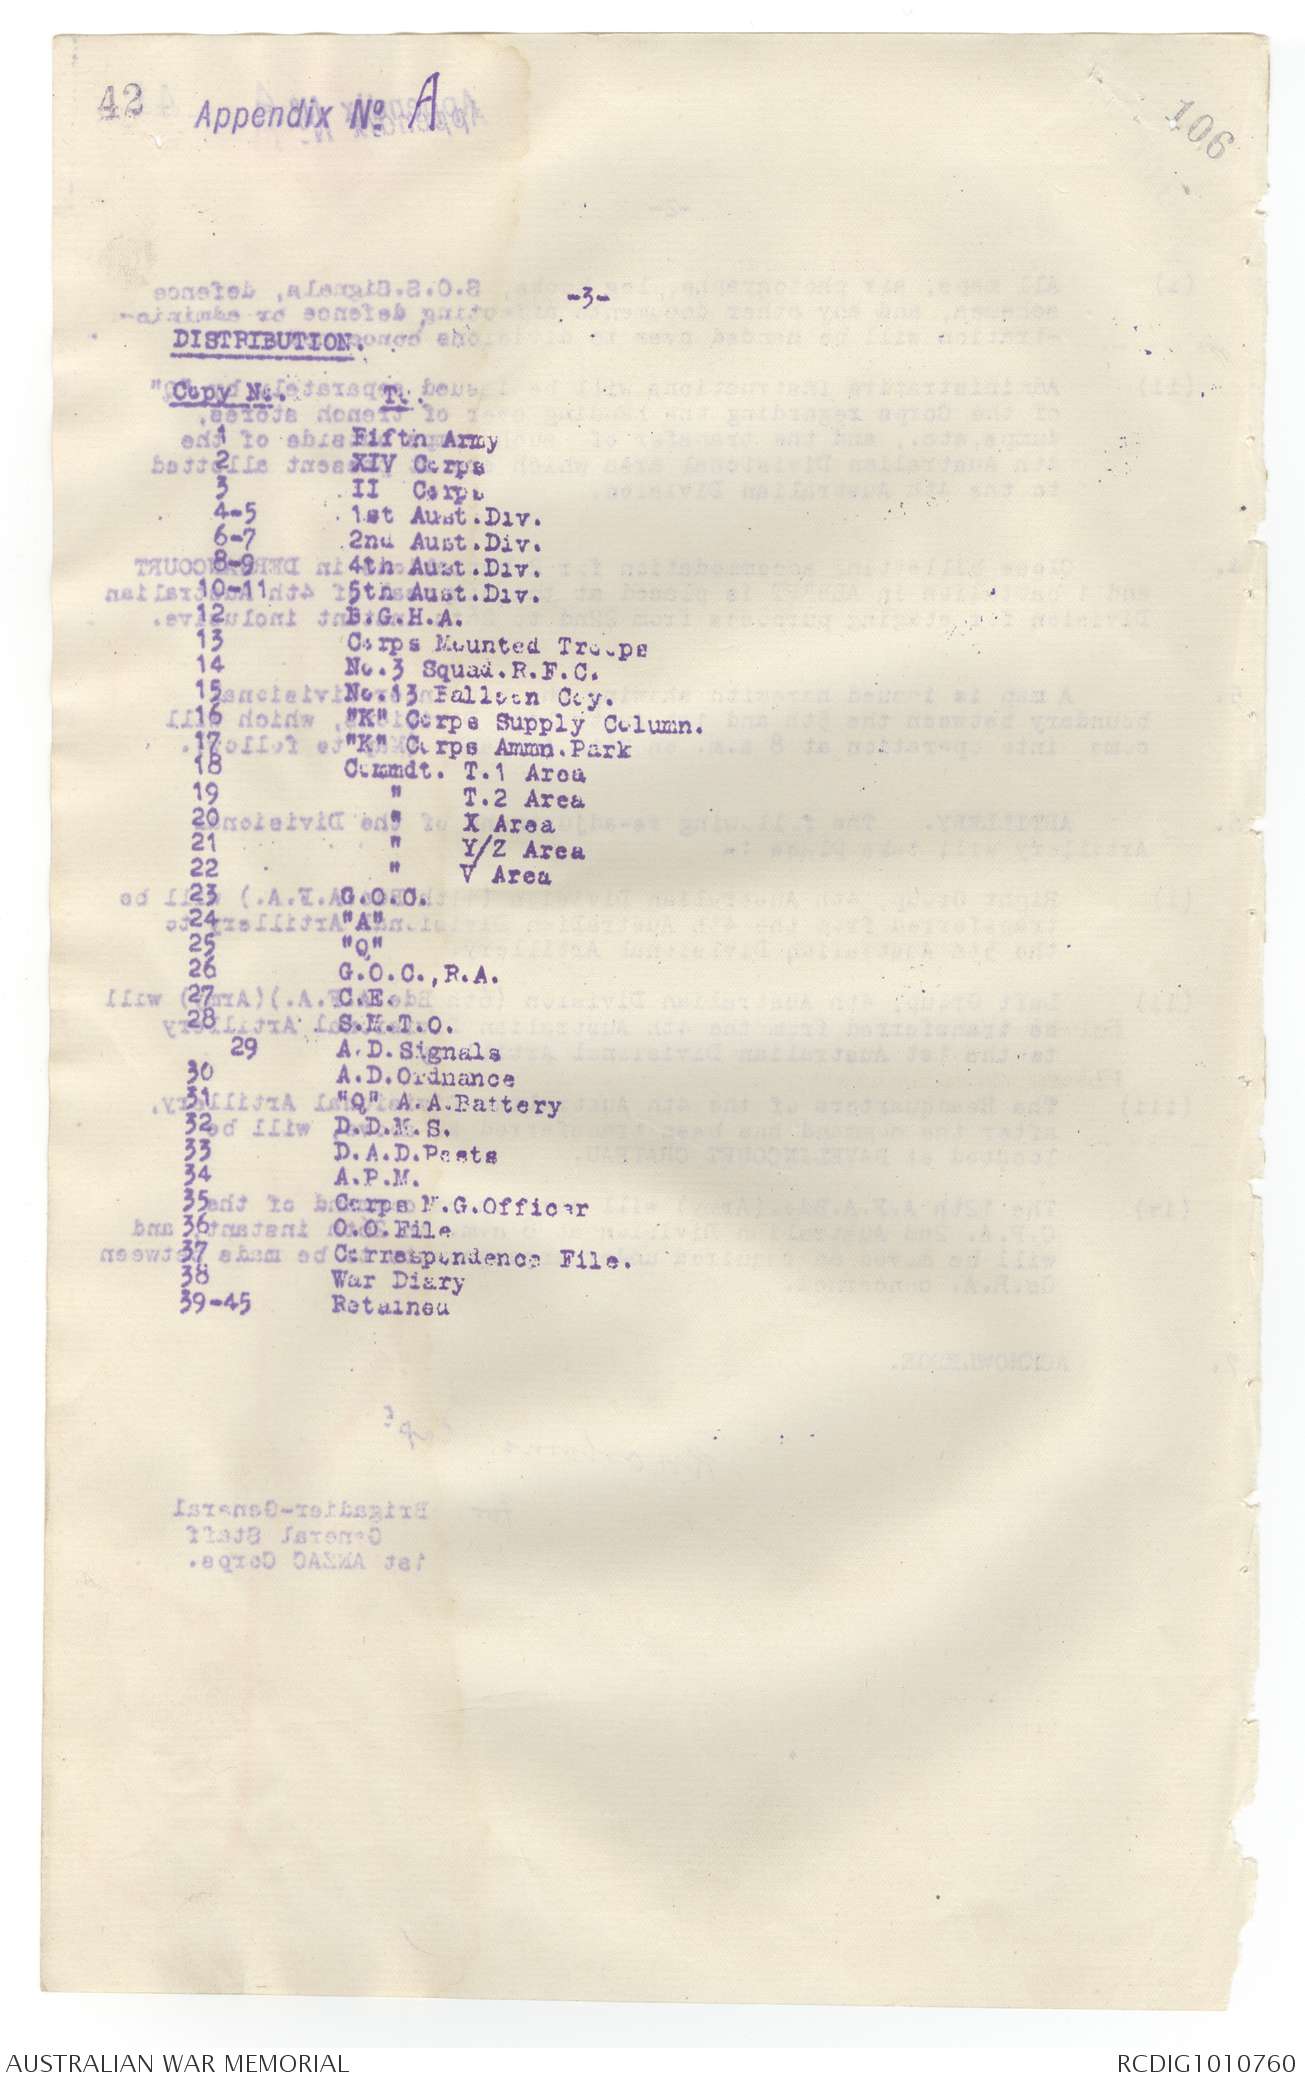 42 Appendix Nº A
106
-3-
DISTRIBUTION.
Copy No. To.
1 Fifth Army
2 XIV Corps
3 II Corps
4-5 1st Aust.Div.
6-7 2nd Aust.Div.
8-9 4th Aust.Div.
10-11 5th Aust.Div.
12 B.G.H.A.
13 Corps Mounted Troops
14 No.3 Squad.R.F.C.
15 No.13 Balloon Coy.
16 "K" Corps Supply Column.
17 "K" Corps Ammn.Park
18 Commdt. T.1 Area
19 " T.2 Area
20 " X Area
21 " Y/Z Area
22 " V Area
23 G.O.C.
24 "A"
25 "Q"
26 G.O.C.,R.A.
27 C.E.
28 S.M.T.O.
29 A.D.Signals
30 A.D.Ordnance
31 "Q" A.A.Battery
32 D.D.M.S.
33 D.A.D.Posts
34 A.P.M.
35 Corps M.G.Officer
36 O.O.File
37 Correspondence File.
38 War Diary
39-45 Retained
AUSTRALIAN WAR MEMORIAL
RCDIG1010760